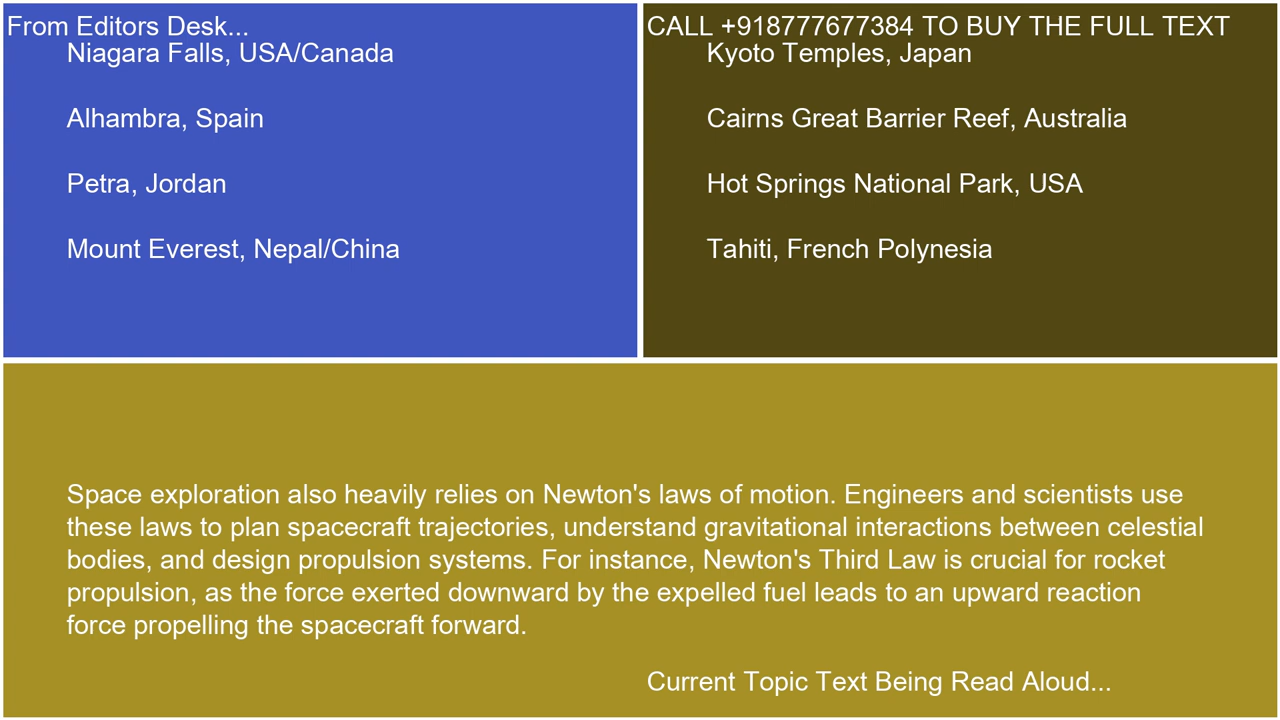 From Editors Desk...
Niagara Falls, USA/Canada
Alhambra, Spain
Petra, Jordan
Mount Everest, Nepal/China
CALL +918777677384 TO BUY THE FULL TEXT
Kyoto Temples, Japan
Cairns Great Barrier Reef, Australia
Hot Springs National Park, USA
Tahiti, French Polynesia
Space exploration also heavily relies on Newton's laws of motion. Engineers and scientists use
these laws to plan spacecraft trajectories, understand gravitational interactions between celestial
bodies, and design propulsion systems. For instance, Newton's Third Law is crucial for rocket
propulsion, as the force exerted downward by the expelled fuel leads to an upward reaction
force propelling the spacecraft forward.
Current Topic Text Being Read Aloud...